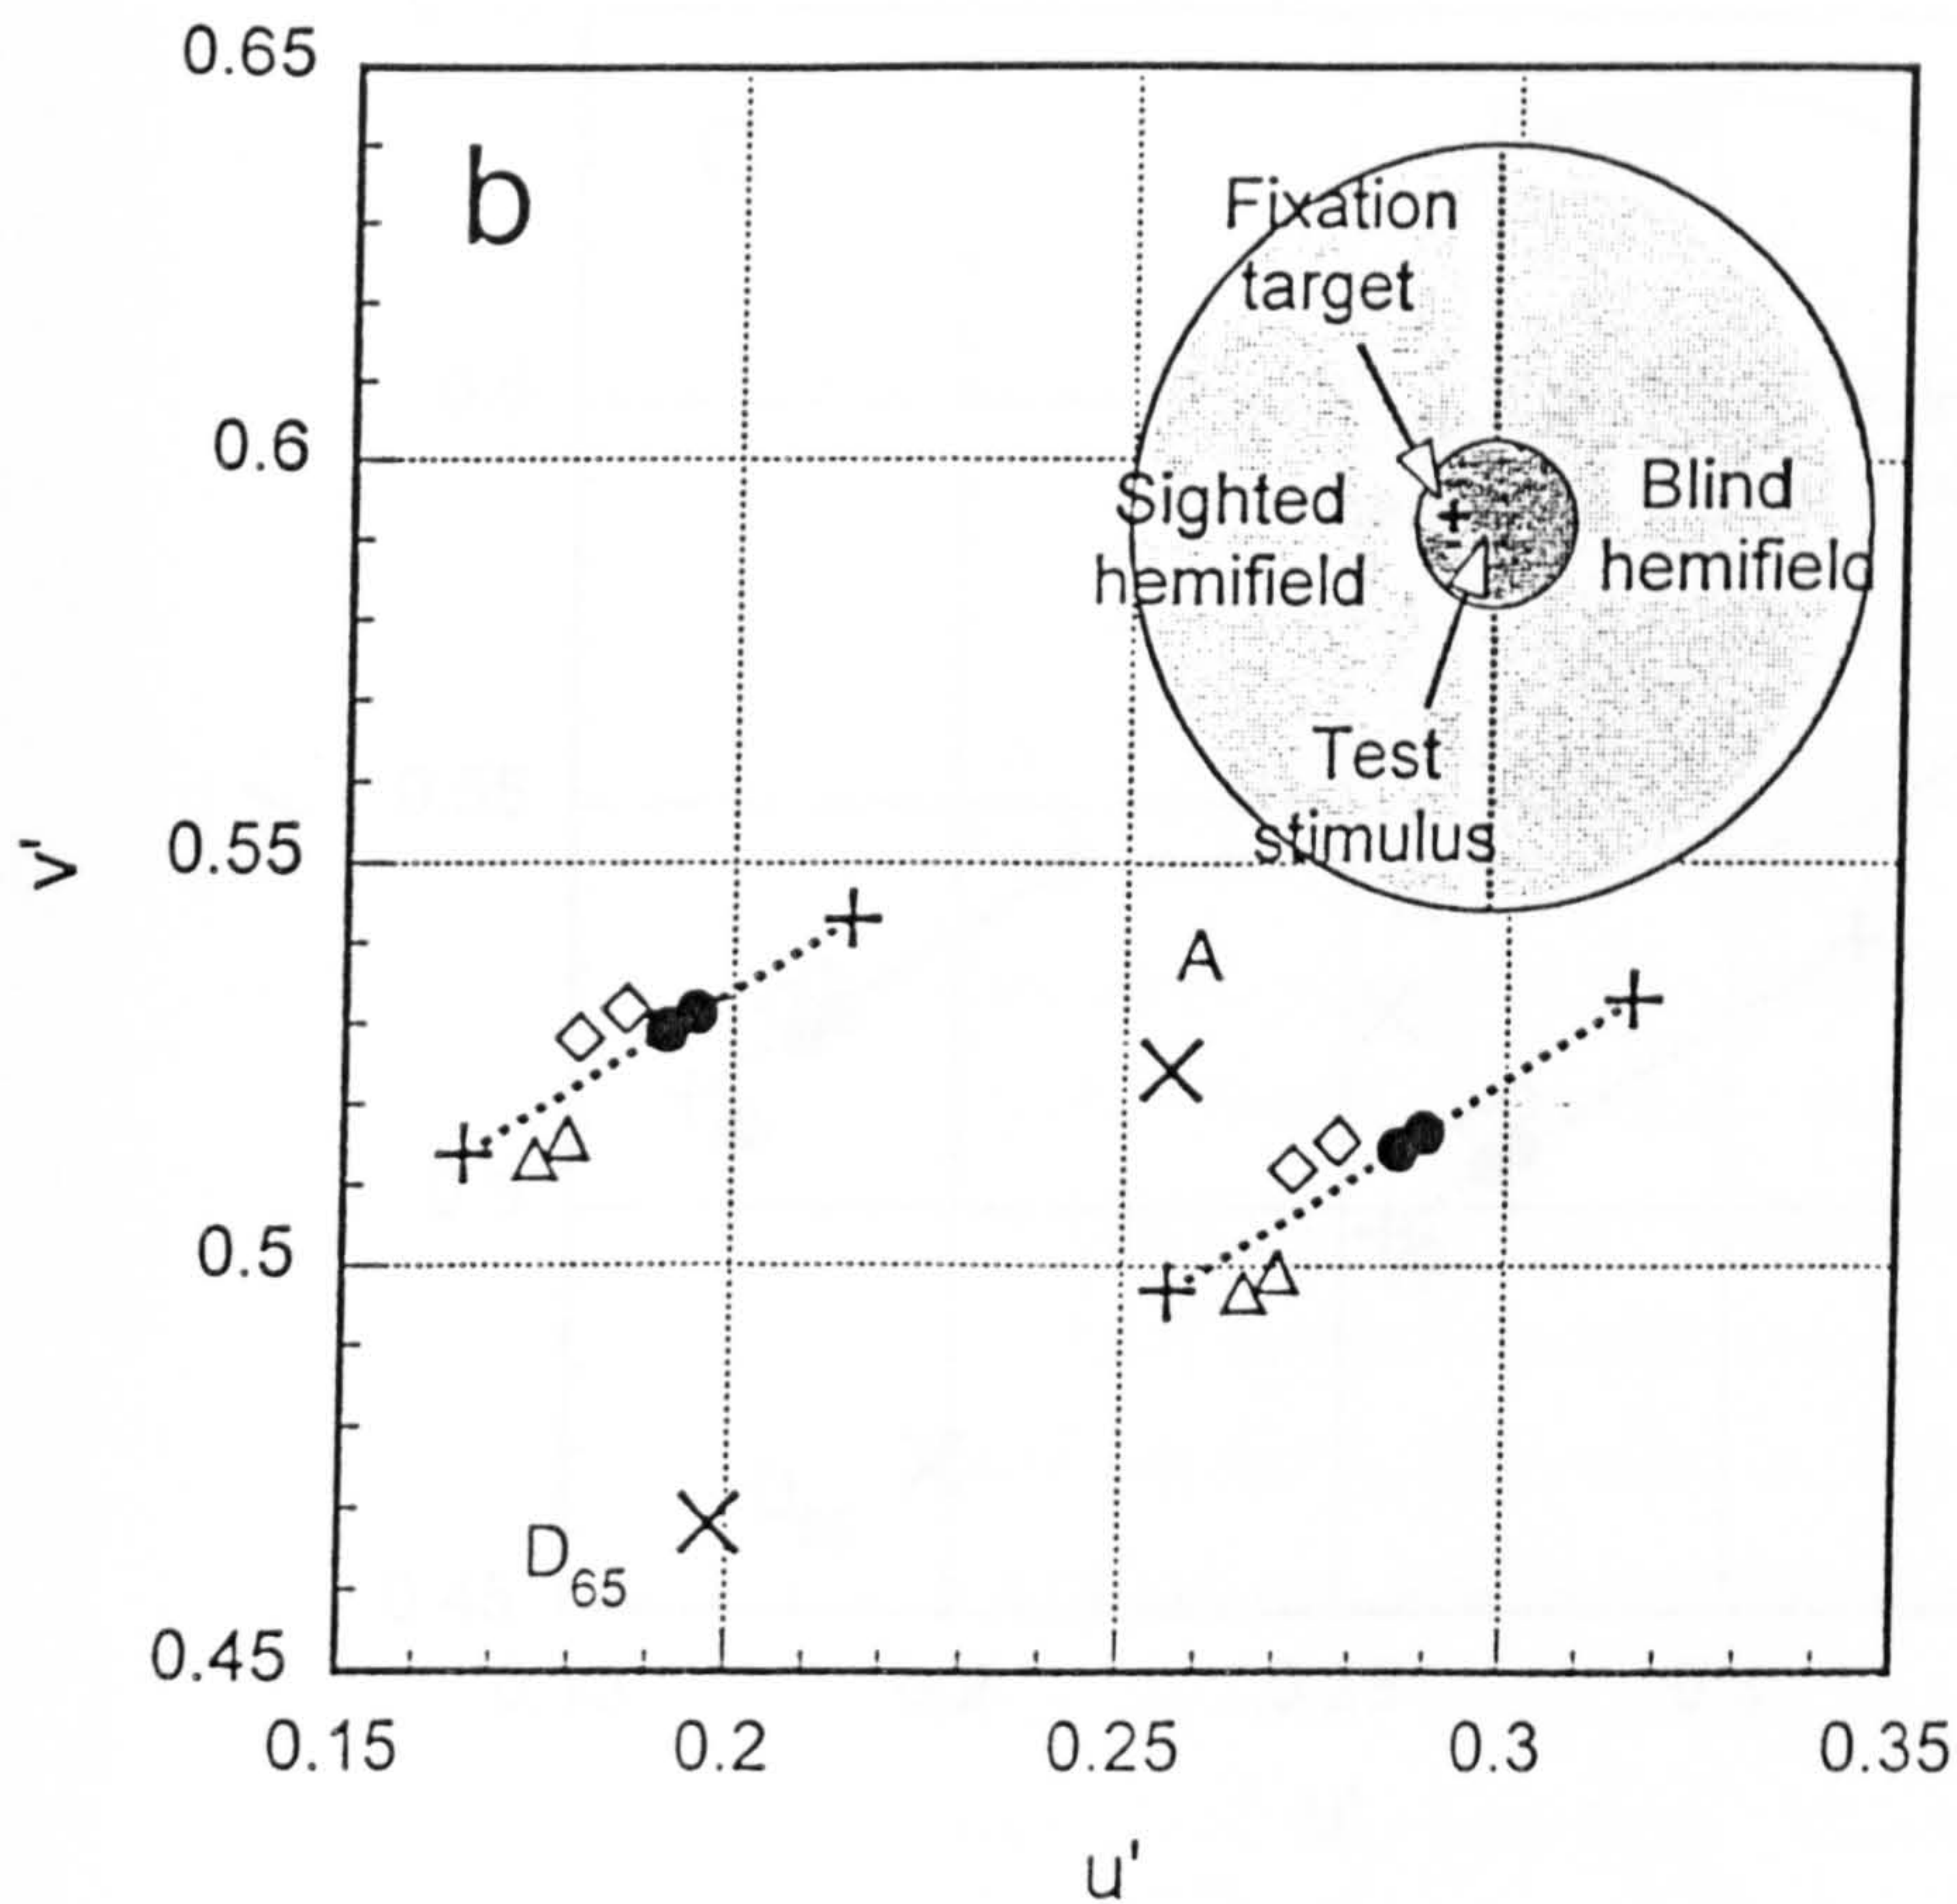 0.65
b
Fixation
target
0.6
Sighted
hemifield
Blind
hemifield
Test
stimulus
0.55
v'
A
0.5
D65
0.45
0.15 0.2 0.25 0.3 0.35
u'